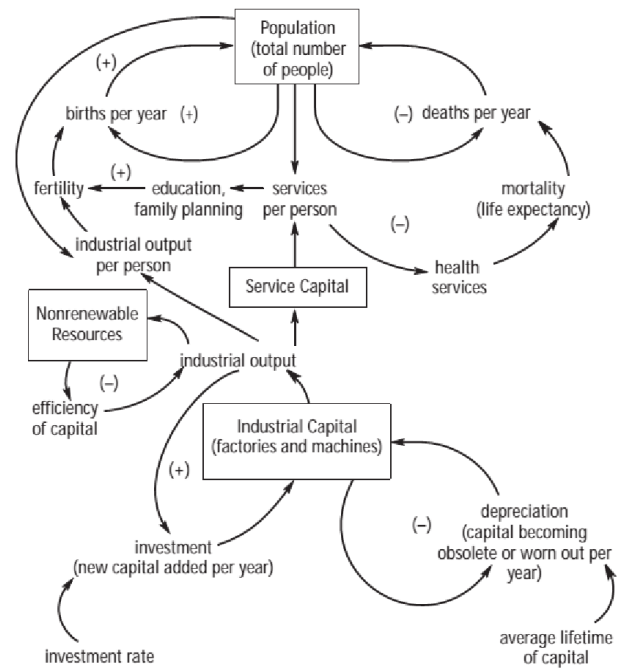 Population
(total number
of people)
(+)
births per year (+)
(–) deaths per year
(+)
fertility
education,
family planning
services
per person
mortality
(life expectancy)
(–)
industrial output
per person
health
services
Service Capital
Nonrenewable
Resources
industrial output
(–)
efficiency
of capital
Industrial Capital
(factories and machines)
(+)
(–)
depreciation
(capital becoming
obsolete or worn out per
year)
investment
(new capital added per year)
investment rate
average lifetime
of capital